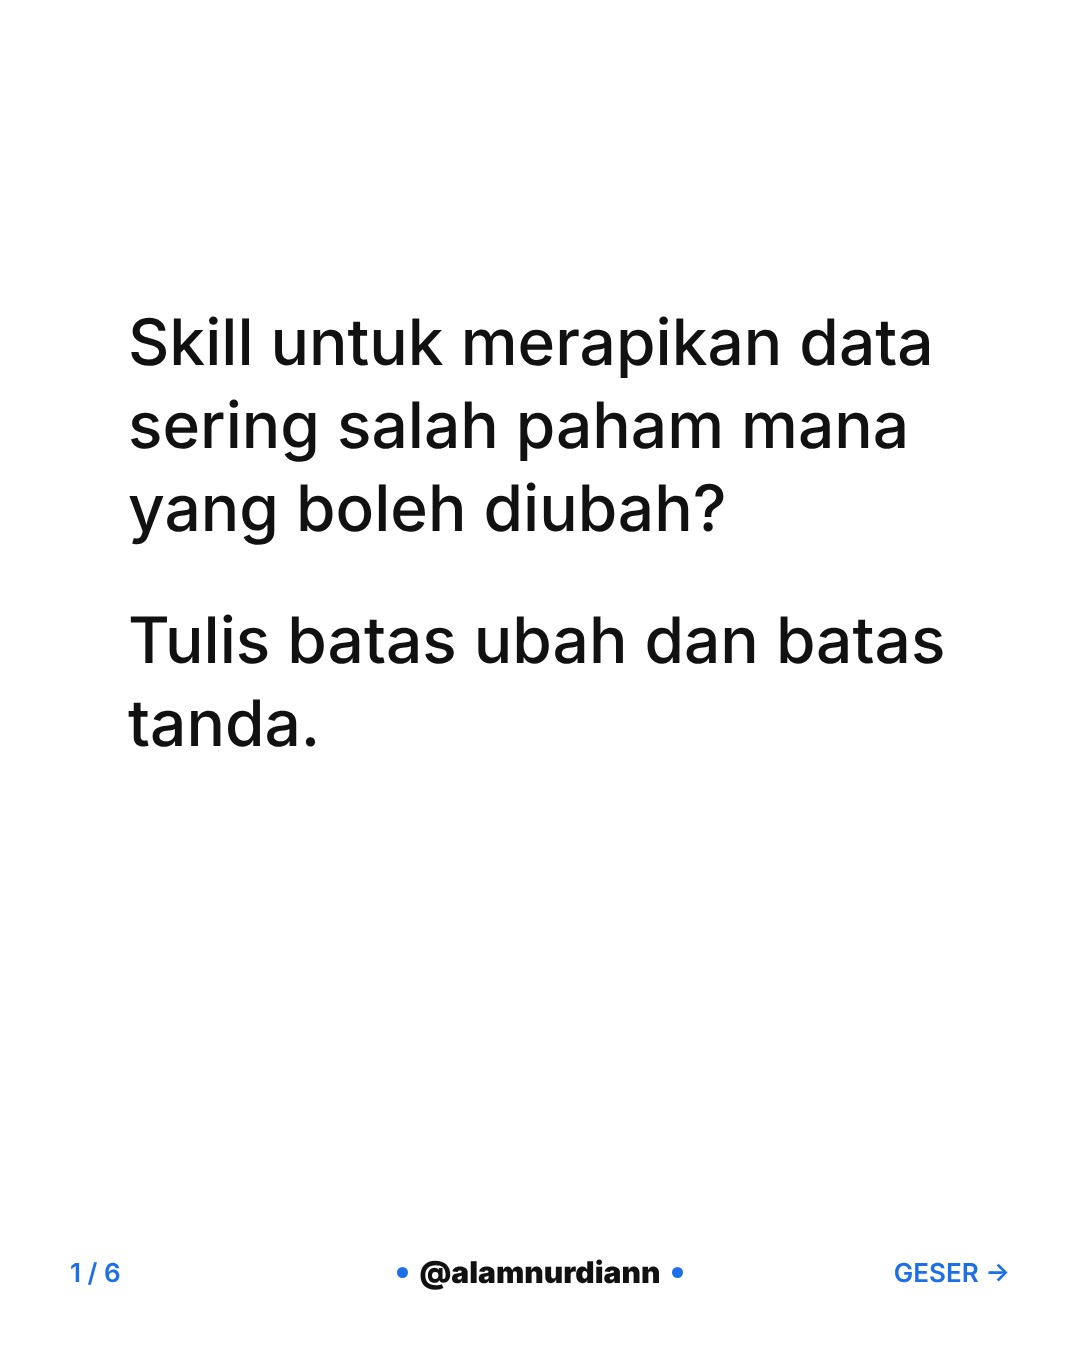 Skill untuk merapikan data
sering salah paham mana
yang boleh diubah?
Tulis batas ubah dan batas
tanda.
1 / 6
• @alamnurdiann •
GESER →